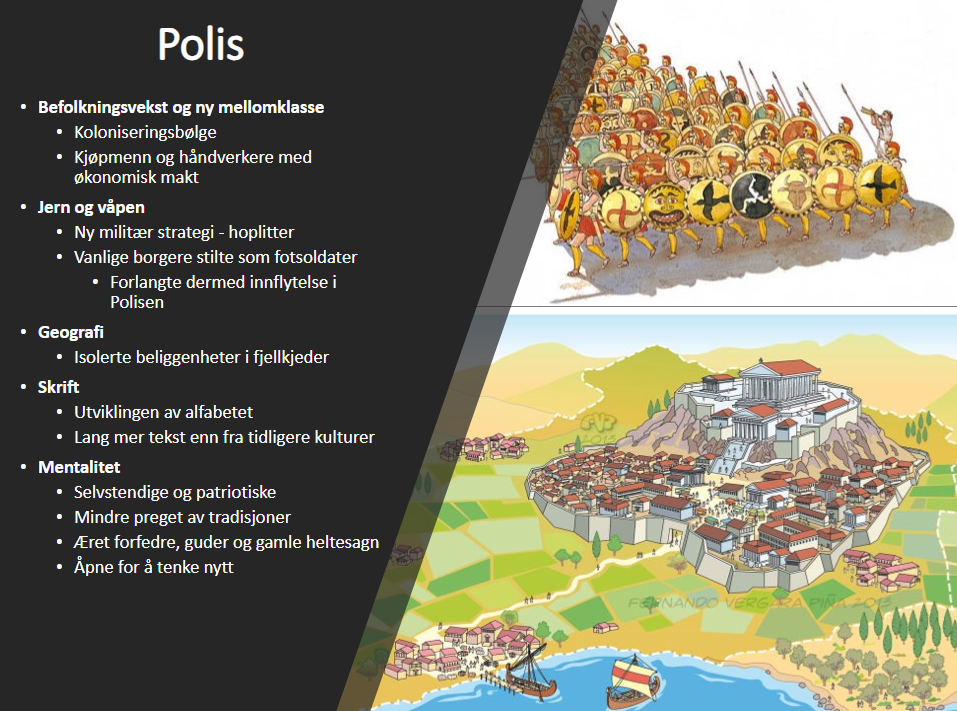 Polis
• Befolkningsvekst og ny mellomklasse
• Koloniseringsbølge
• Kjøpmenn og håndverkere med
økonomisk makt
• Jern og våpen
• Ny militær strategi - hoplitter
• Vanlige borgere stilte som fotsoldater
• Forlangte dermed innflytelse i
Polisen
• Geografi
• Isolerte beliggenheter i fjellkjeder
• Skrift
• Utviklingen av alfabetet
• Lang mer tekst enn fra tidligere kulturer
• Mentalitet
• Selvstendige og patriotiske
• Mindre preget av tradisjoner
• Æret forfedre, guder og gamle heltesagn
• Åpne for å tenke nytt
2013
FERNANDO VERGARA PIÑA 2013